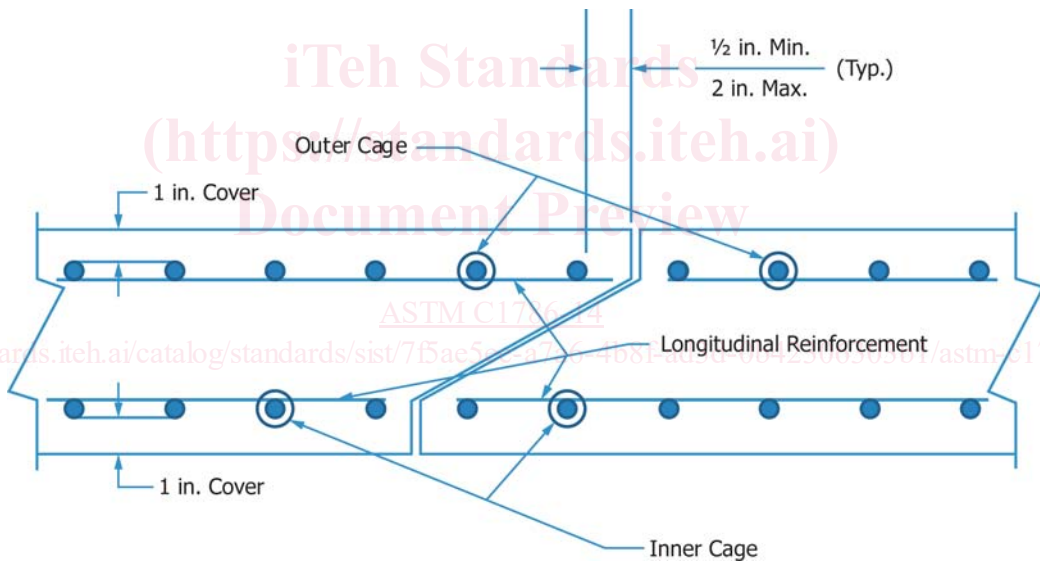 iTeh Standards
½ in. Min.
2 in. Max.
(Typ.)
(https://standards.iteh.ai)
Outer Cage
1 in. Cover
Document Preview
ASTM C1786-14
Longitudinal Reinforcement
1 in. Cover
Inner Cage